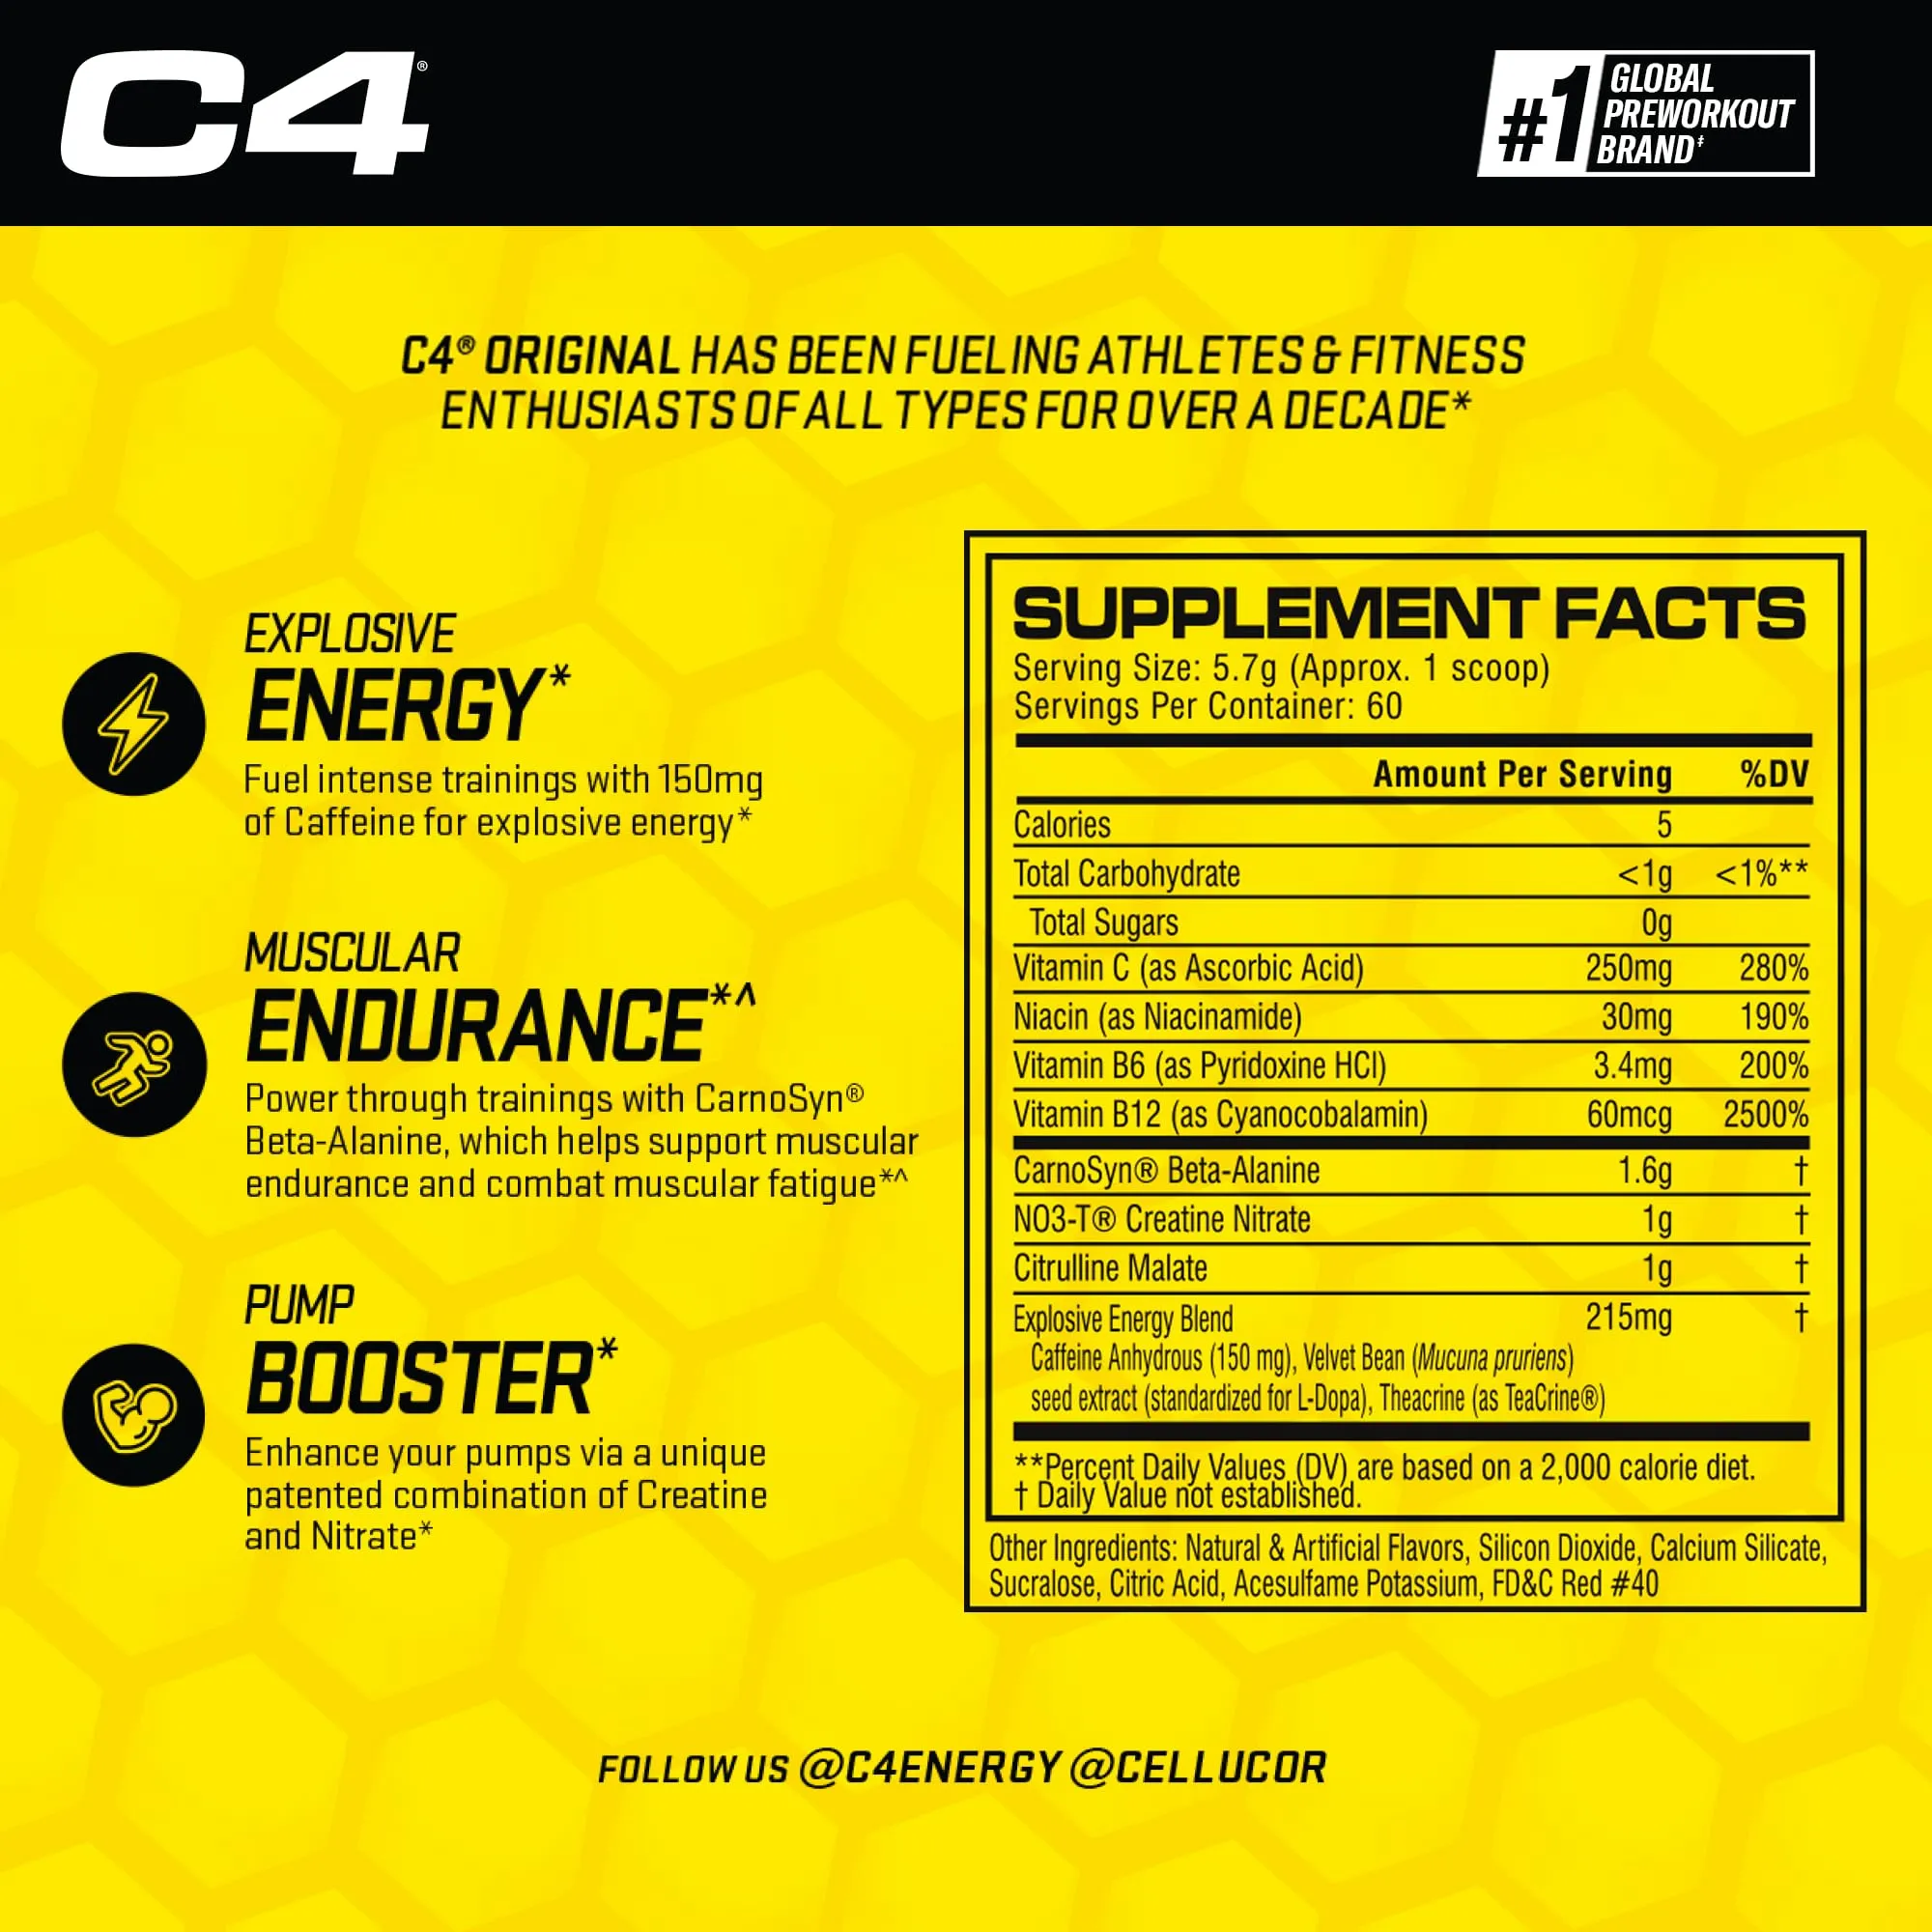 C4®
#1 GLOBAL
PREWORKOUT
BRAND‡
C4® ORIGINAL HAS BEEN FUELING ATHLETES & FITNESS
ENTHUSIASTS OF ALL TYPES FOR OVER A DECADE*
EXPLOSIVE
ENERGY*
Fuel intense trainings with 150mg
of Caffeine for explosive energy*
MUSCULAR
ENDURANCE*^
Power through trainings with CarnoSyn®
Beta-Alanine, which helps support muscular
endurance and combat muscular fatigue*^
PUMP
BOOSTER*
Enhance your pumps via a unique
patented combination of Creatine
and Nitrate*
SUPPLEMENT FACTS
Serving Size: 5.7g (Approx. 1 scoop)
Servings Per Container: 60
Amount Per Serving %DV
Calories 5
Total Carbohydrate <1g <1%**
Total Sugars 0g
Vitamin C (as Ascorbic Acid) 250mg 280%
Niacin (as Niacinamide) 30mg 190%
Vitamin B6 (as Pyridoxine HCl) 3.4mg 200%
Vitamin B12 (as Cyanocobalamin) 60mcg 2500%
CarnoSyn® Beta-Alanine 1.6g †
NO3-T® Creatine Nitrate 1g †
Citrulline Malate 1g †
Explosive Energy Blend 215mg †
Caffeine Anhydrous (150 mg), Velvet Bean (Mucuna pruriens)
seed extract (standardized for L-Dopa), Theacrine (as TeaCrine®)
**Percent Daily Values (DV) are based on a 2,000 calorie diet.
† Daily Value not established.
Other Ingredients: Natural & Artificial Flavors, Silicon Dioxide, Calcium Silicate,
Sucralose, Citric Acid, Acesulfame Potassium, FD&C Red #40
FOLLOW US @C4ENERGY @CELLUCOR